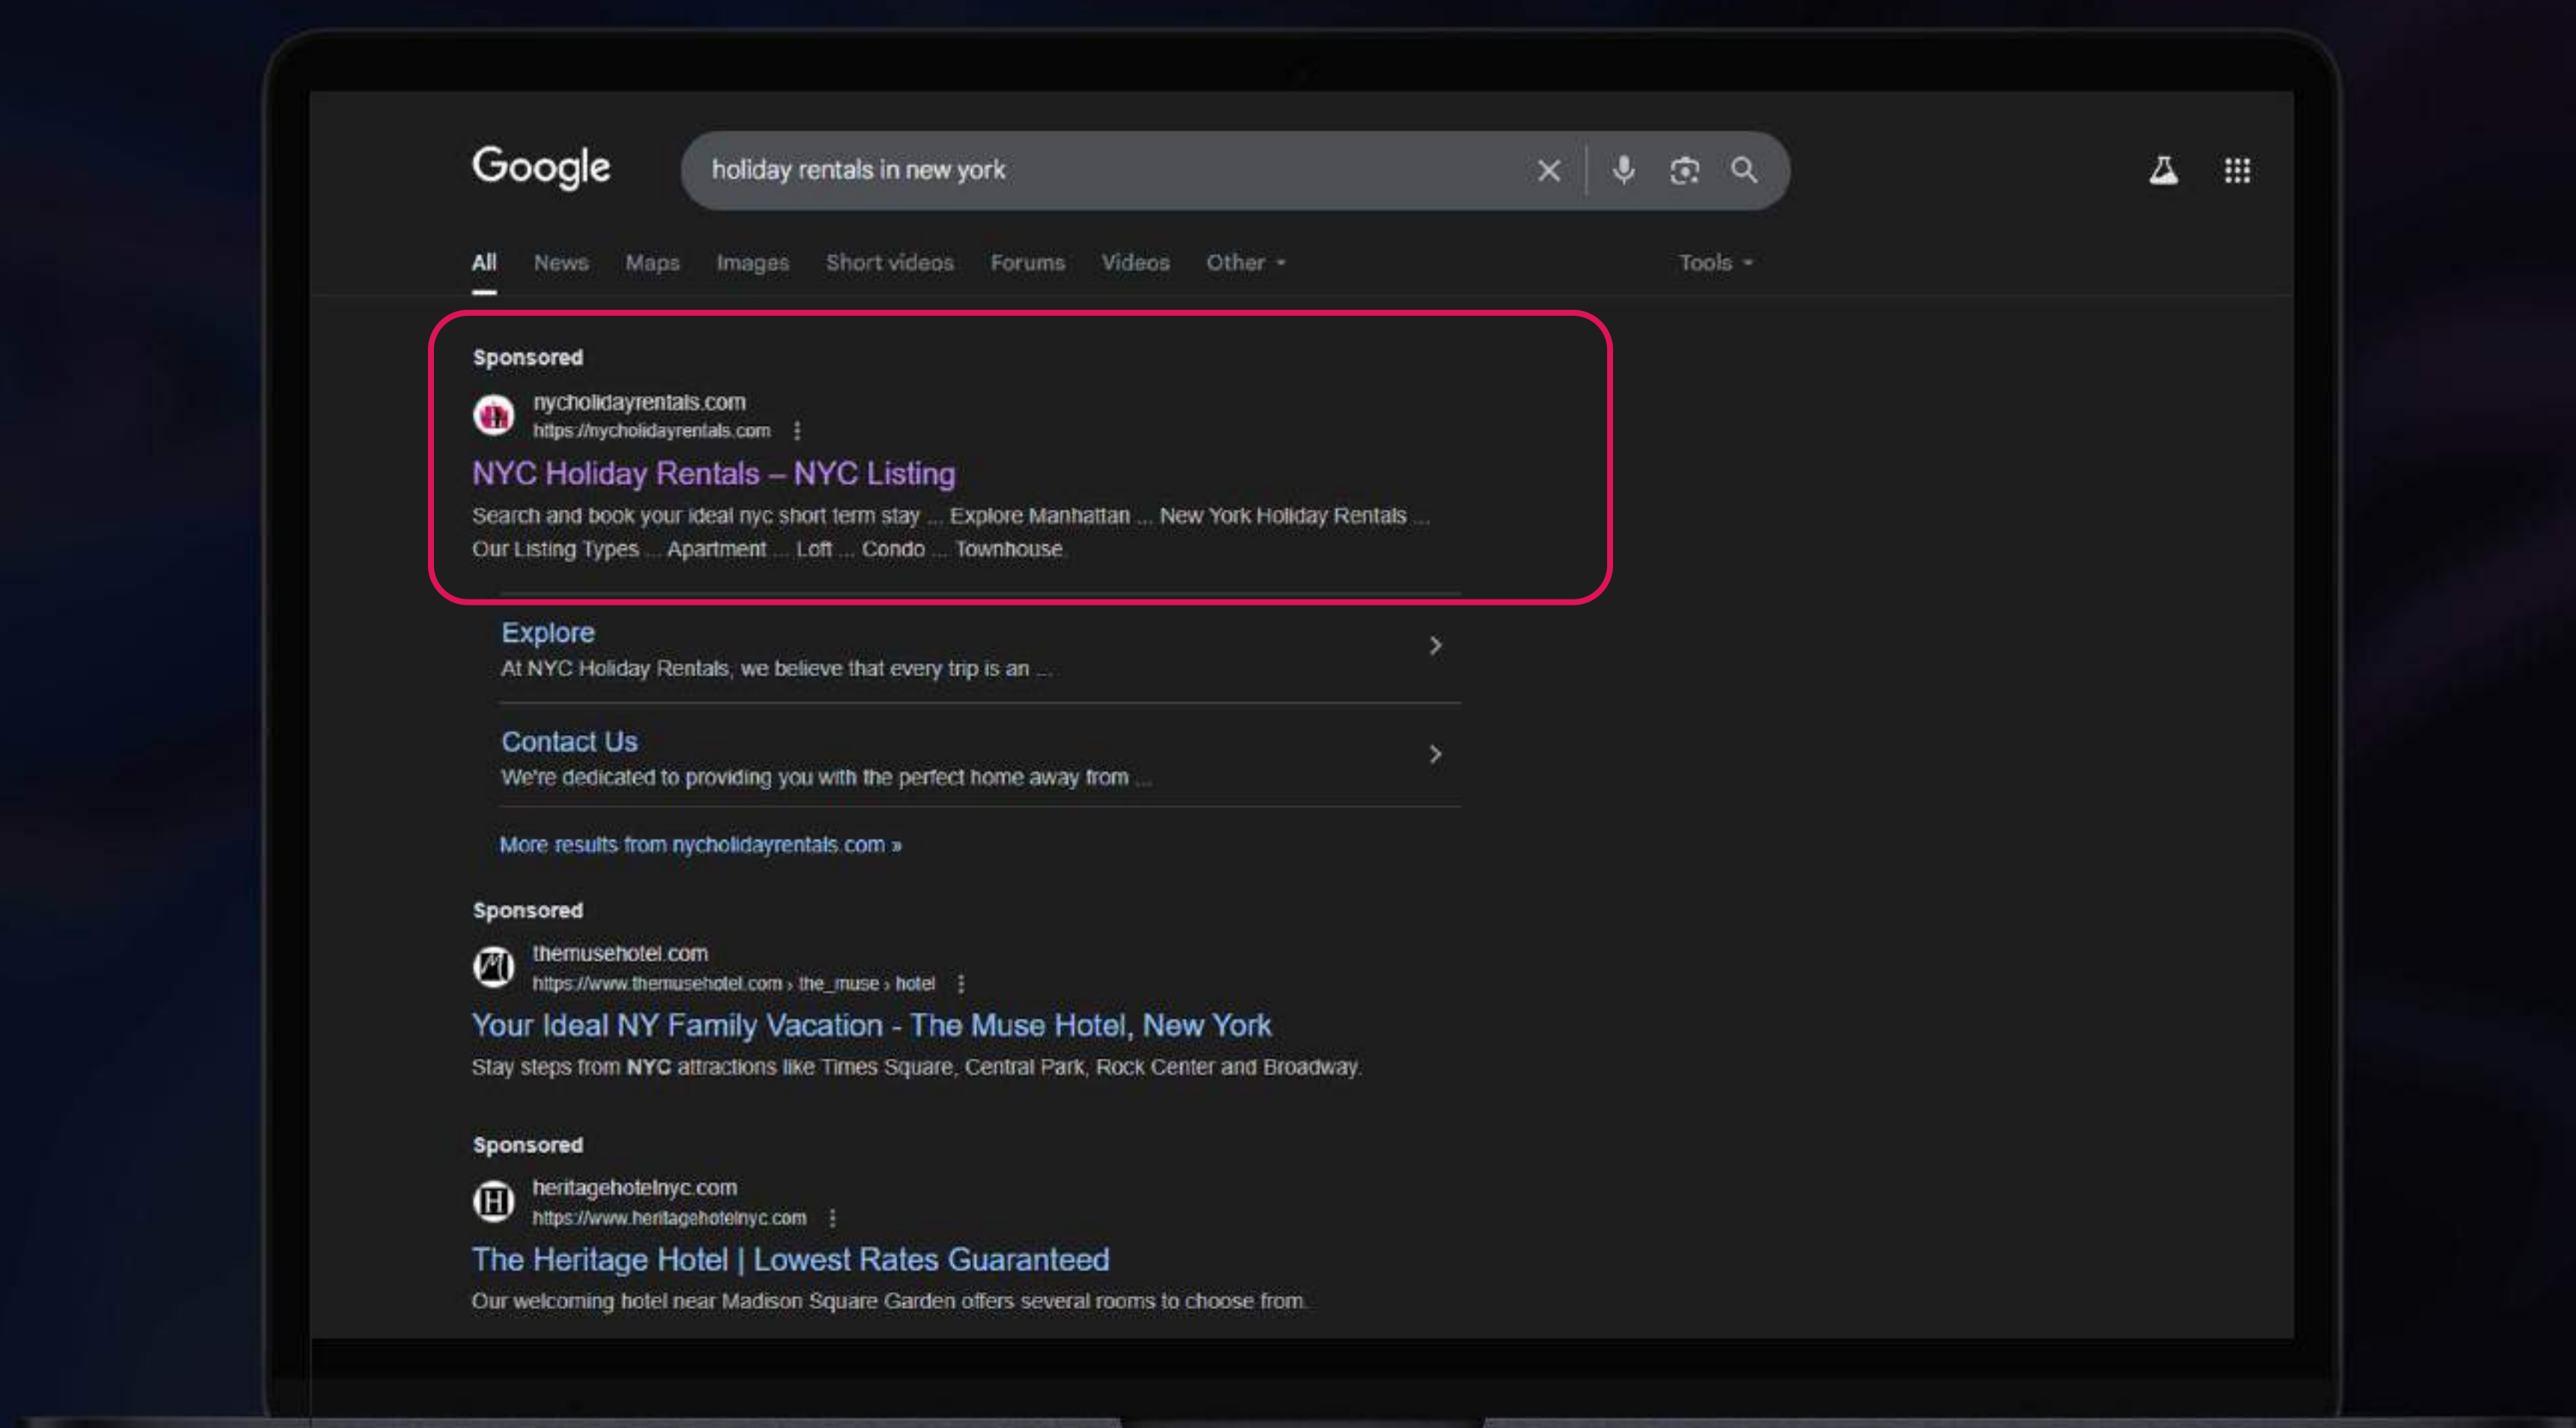 Google
holiday rentals in new york
All News Maps Images Short videos Forums Videos Other Tools
Sponsored
nycholidayrentals.com
https://nycholidayrentals.com
NYC Holiday Rentals – NYC Listing
Search and book your ideal nyc short term stay ... Explore Manhattan ... New York Holiday Rentals ...
Our Listing Types ... Apartment ... Loft ... Condo ... Townhouse.
Explore
At NYC Holiday Rentals, we believe that every trip is an ...
Contact Us
We're dedicated to providing you with the perfect home away from ...
More results from nycholidayrentals.com »
Sponsored
themusehotel.com
https://www.themusehotel.com › the_muse › hotel
Your Ideal NY Family Vacation - The Muse Hotel, New York
Stay steps from NYC attractions like Times Square, Central Park, Rock Center and Broadway.
Sponsored
H
heritagehotelnyc.com
https://www.heritagehotelnyc.com
The Heritage Hotel | Lowest Rates Guaranteed
Our welcoming hotel near Madison Square Garden offers several rooms to choose from.